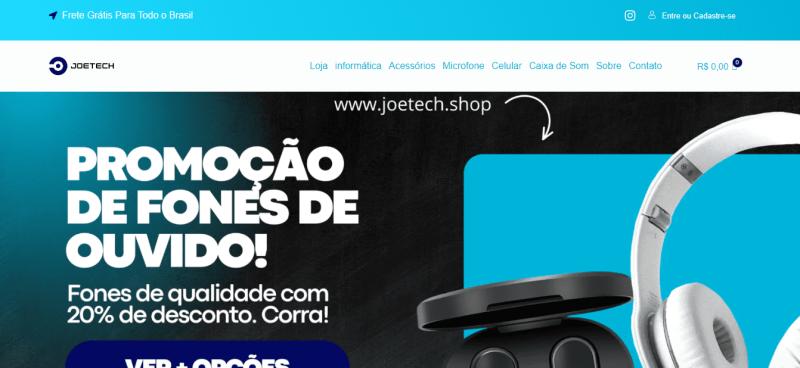 Frete Grátis Para Todo o Brasil
Entre ou Cadastre-se
JOETECH
Loja informática Acessórios Microfone Celular Caixa de Som Sobre Contato
R$ 0,00 0
www.joetech.shop
PROMOÇÃO
DE FONES DE
OUVIDO!
Fones de qualidade com
20% de desconto. Corra!
VER + OPÇÕES